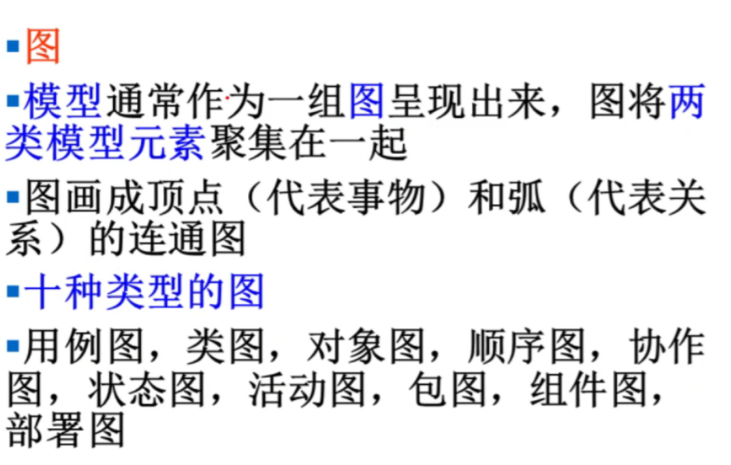 ▪图
▪模型通常作为一组图呈现出来，图将两
类模型元素聚集在一起
▪图画成顶点（代表事物）和弧（代表关
系）的连通图
▪十种类型的图
▪用例图，类图，对象图，顺序图，协作
图，状态图，活动图，包图，组件图，
部署图